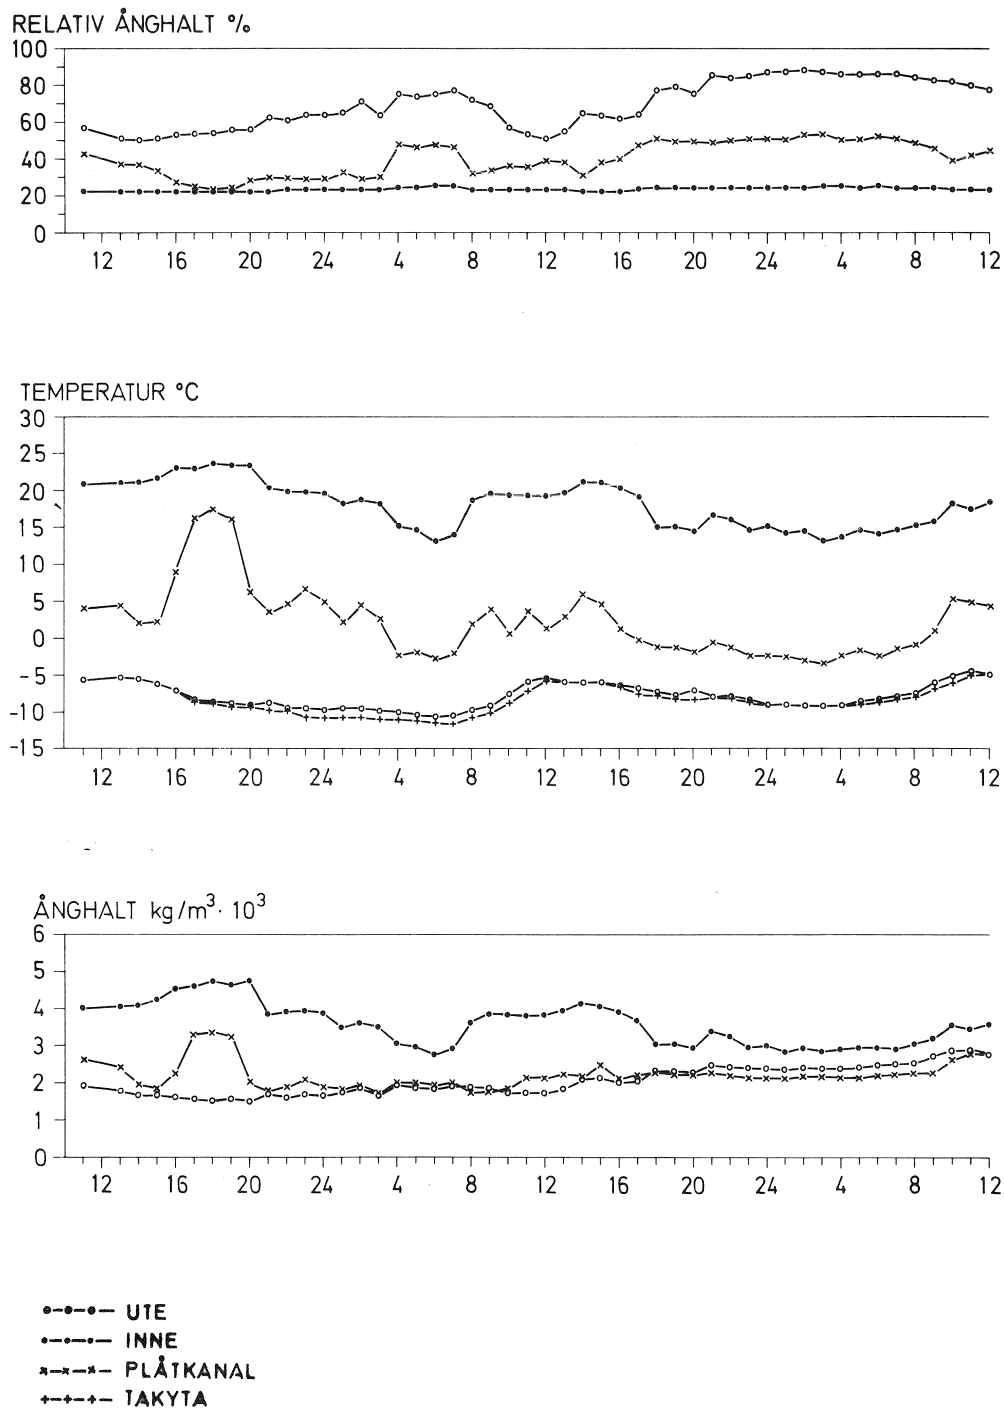 RELATIV ÅNGHALT %
100
80
60
40
20
0
12 16 20 24 4 8 12 16 20 24 4 8 12
TEMPERATUR °C
30
25
20
15
10
5
0
-5
-10
-15
12 16 20 24 4 8 12 16 20 24 4 8 12
ÅNGHALT kg/m³· 10³
6
5
4
3
2
1
0
12 16 20 24 4 8 12 16 20 24 4 8 12
UTE
INNE
PLÅTKANAL
TAKYTA